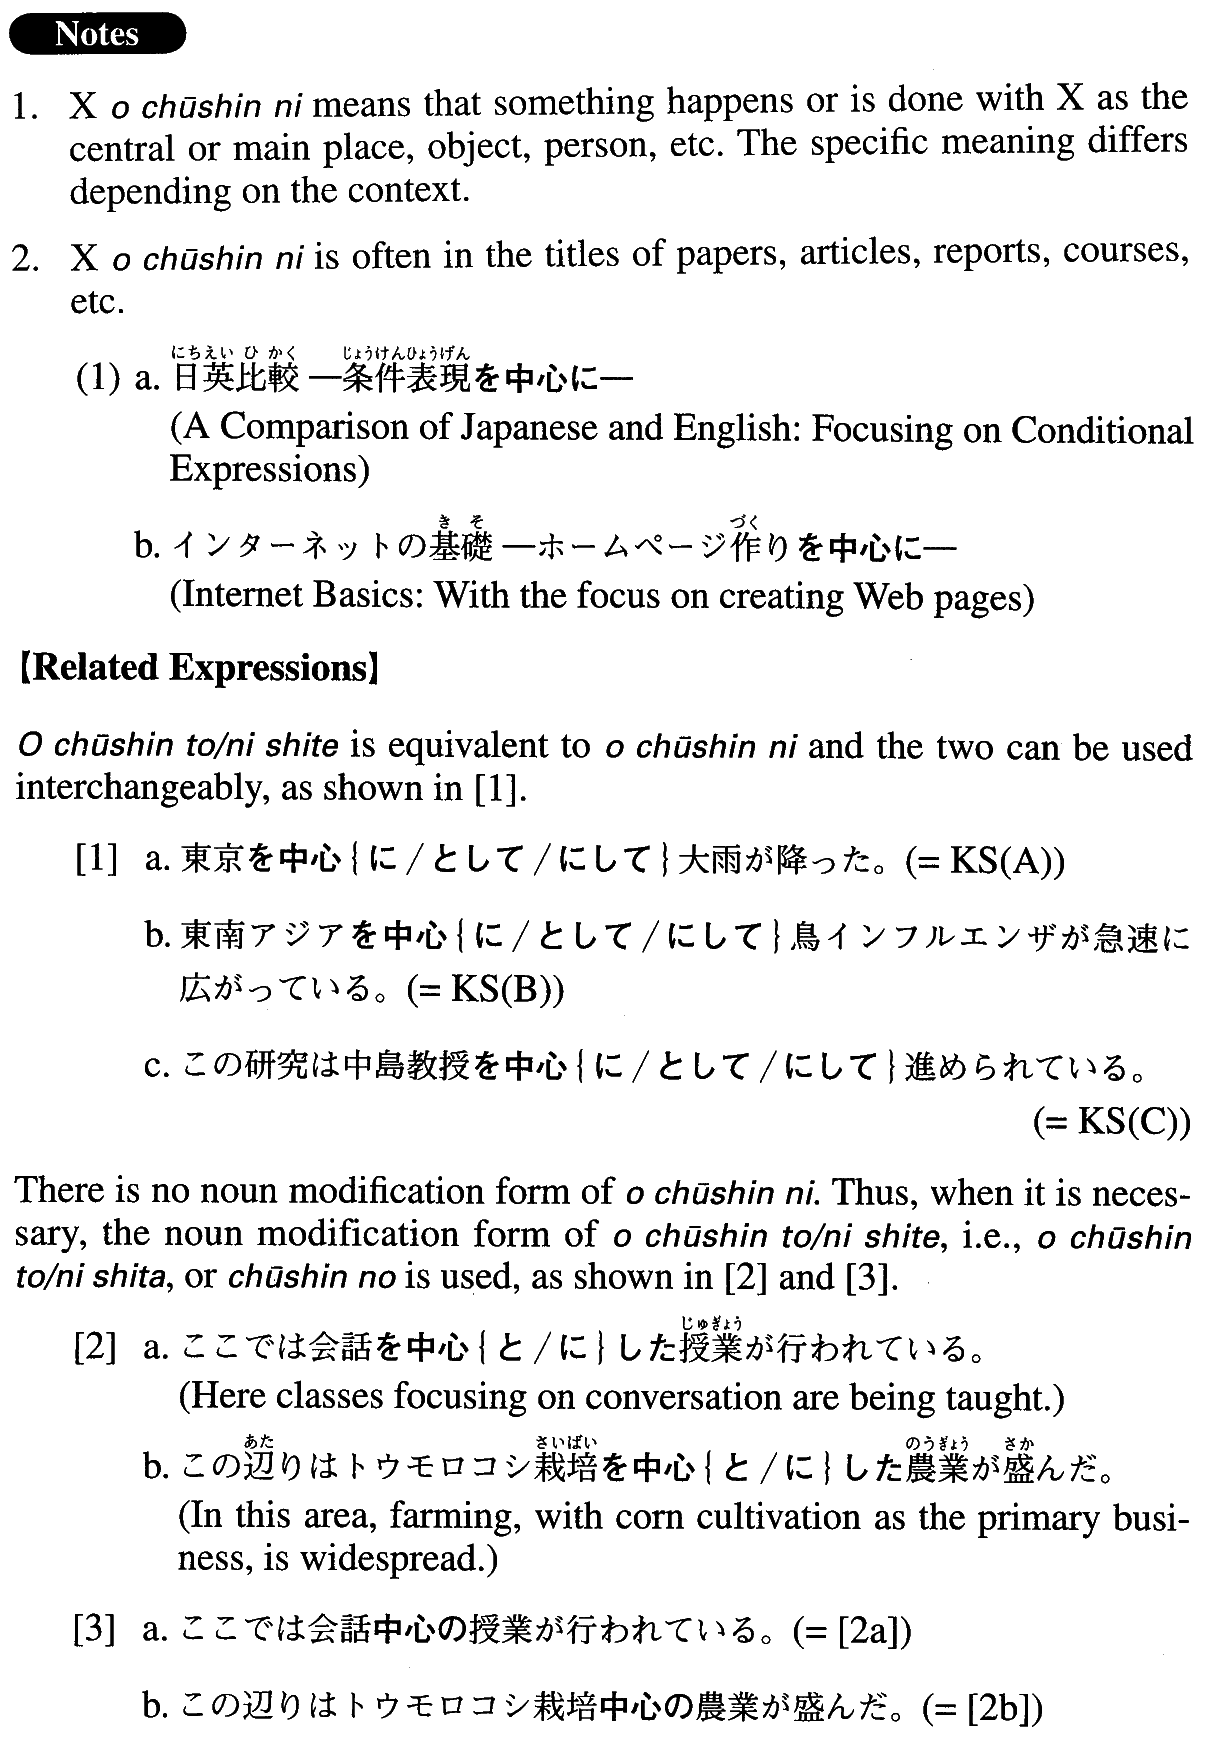 Notes
1. X o chūshin ni means that something happens or is done with X as the
central or main place, object, person, etc. The specific meaning differs
depending on the context.
2. X o chūshin ni is often in the titles of papers, articles, reports, courses,
etc.
にちえい ひ かく じょうけんひょうげん
(1) a. 日英比較 ―条件表現を中心に―
(A Comparison of Japanese and English: Focusing on Conditional
Expressions)
き そ づく
b. インターネットの基礎 ―ホームページ作りを中心に―
(Internet Basics: With the focus on creating Web pages)
【Related Expressions】
O chūshin to/ni shite is equivalent to o chūshin ni and the two can be used
interchangeably, as shown in [1].
[1] a. 東京を中心{に/として/にして}大雨が降った。(= KS(A))
b. 東南アジアを中心{に/として/にして}鳥インフルエンザが急速に
広がっている。(= KS(B))
c. この研究は中島教授を中心{に/として/にして}進められている。
(= KS(C))
There is no noun modification form of o chūshin ni. Thus, when it is neces-
sary, the noun modification form of o chūshin to/ni shite, i.e., o chūshin
to/ni shita, or chūshin no is used, as shown in [2] and [3].
じゅぎょう
[2] a. ここでは会話を中心{と/に}した授業が行われている。
(Here classes focusing on conversation are being taught.)
あた さいばい のうぎょう さか
b. この辺りはトウモロコシ栽培を中心{と/に}した農業が盛んだ。
(In this area, farming, with corn cultivation as the primary busi-
ness, is widespread.)
[3] a. ここでは会話中心の授業が行われている。(= [2a])
b. この辺りはトウモロコシ栽培中心の農業が盛んだ。(= [2b])